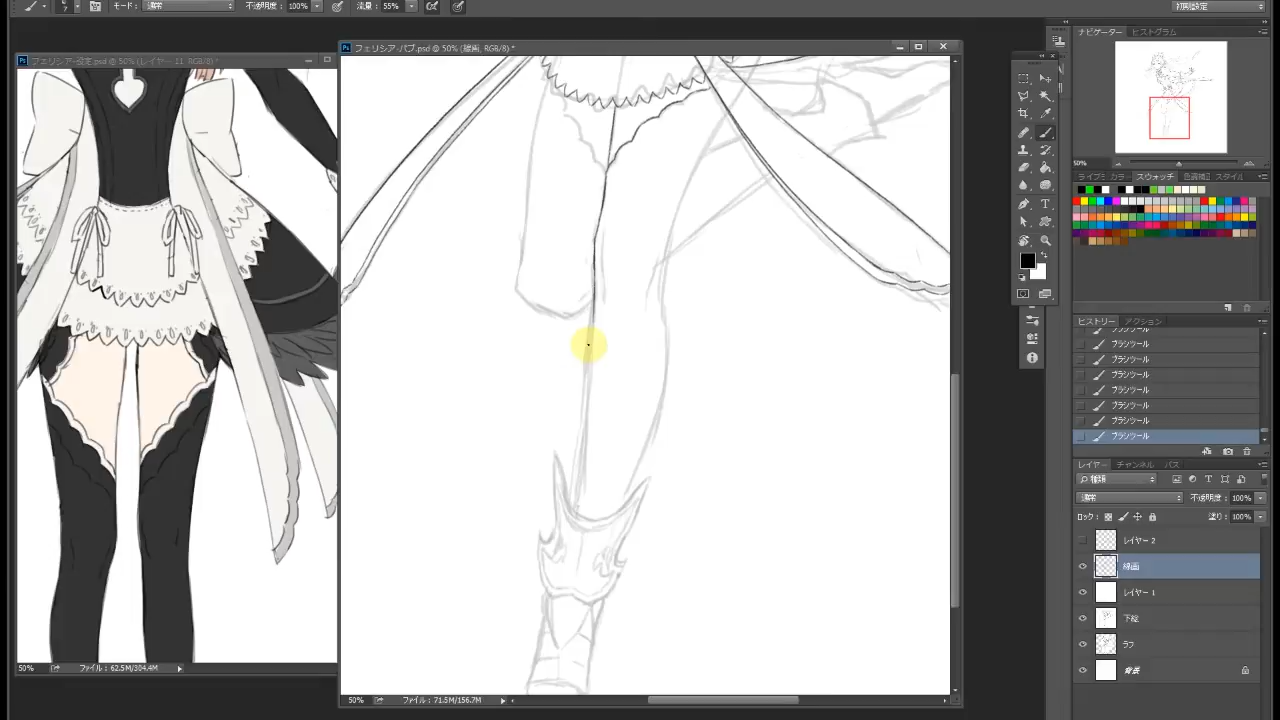 モード: 通常 不透明度: 100% 流量: 55% 初期設定
フェリシア-設定.psd @ 50% (レイヤー 11, RGB/8) *
フェリシア-パブ.psd @ 50% (線画, RGB/8) *
ナビゲーター ヒストグラム
50%
カラー スウォッチ 色調補正 スタイル
ヒストリー アクション
ブラシツール
ブラシツール
ブラシツール
ブラシツール
ブラシツール
ブラシツール
ブラシツール
ブラシツール
レイヤー チャンネル パス
種類
通常 不透明度: 100%
ロック: 塗り: 100%
レイヤー 2
線画
レイヤー 1
下絵
ラフ
背景
50% ファイル : 62.5M/304.4M
50% ファイル : 71.5M/156.7M